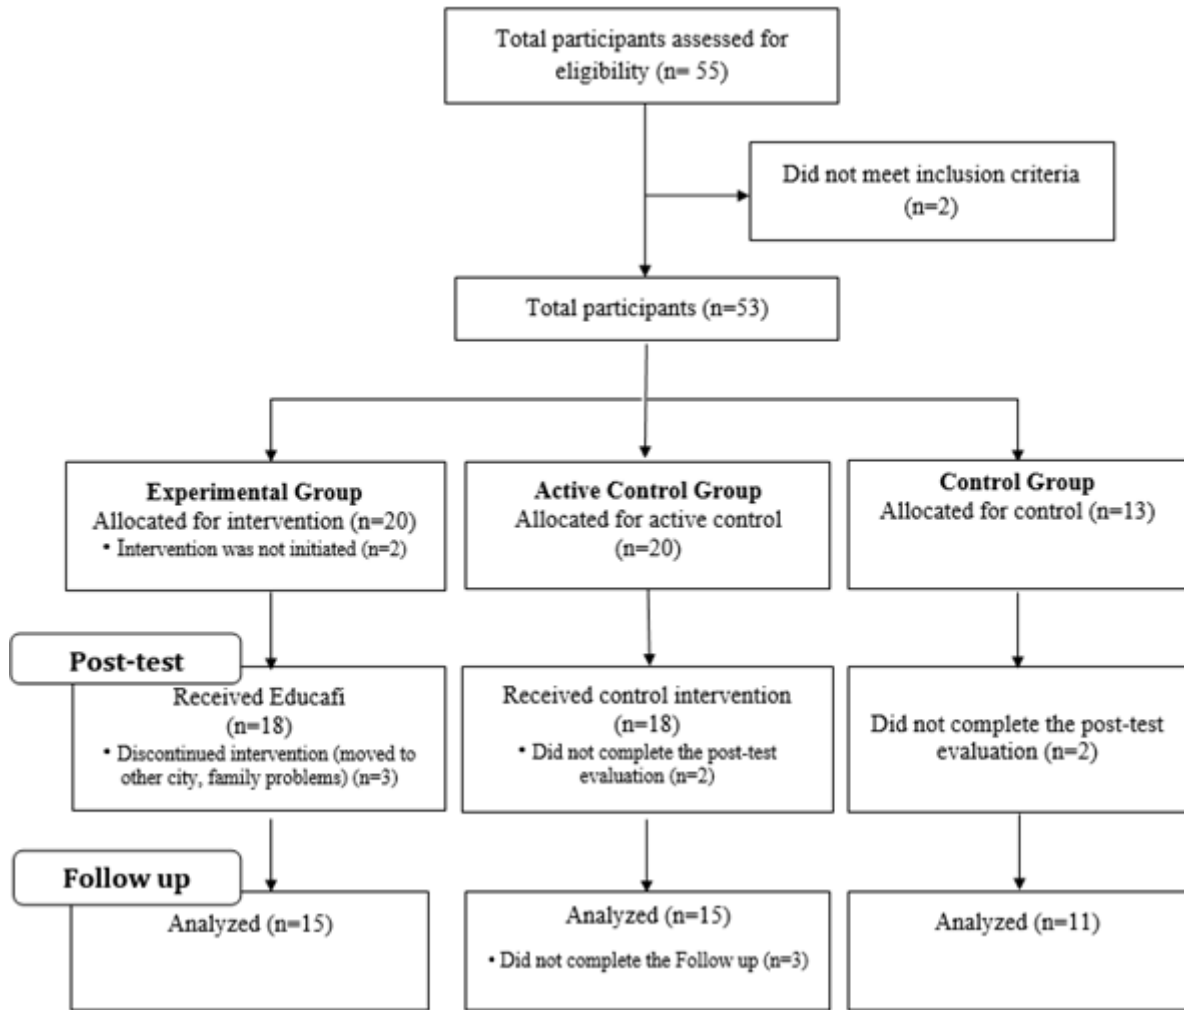 Total participants assessed for
eligibility (n= 55)
Did not meet inclusion criteria
(n=2)
Total participants (n=53)
Experimental Group
Allocated for intervention (n=20)
• Intervention was not initiated (n=2)
Active Control Group
Allocated for active control
(n=20)
Control Group
Allocated for control (n=13)
Post-test
Received Educafí
(n=18)
• Discontinued intervention (moved to
other city, family problems) (n=3)
Received control intervention
(n=18)
• Did not complete the post-test
evaluation (n=2)
Did not complete the post-test
evaluation (n=2)
Follow up
Analyzed (n=15)
Analyzed (n=15)
• Did not complete the Follow up (n=3)
Analyzed (n=11)